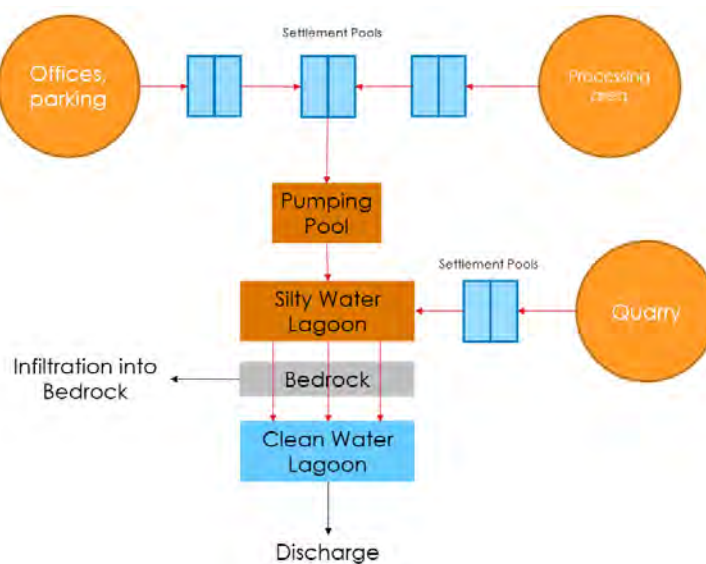 Settlement Pools
Offices,
parking
Processing
area
Pumping
Pool
Settlement Pools
Silty Water
Lagoon
Quarry
Infiltration into
Bedrock
Bedrock
Clean Water
Lagoon
Discharge